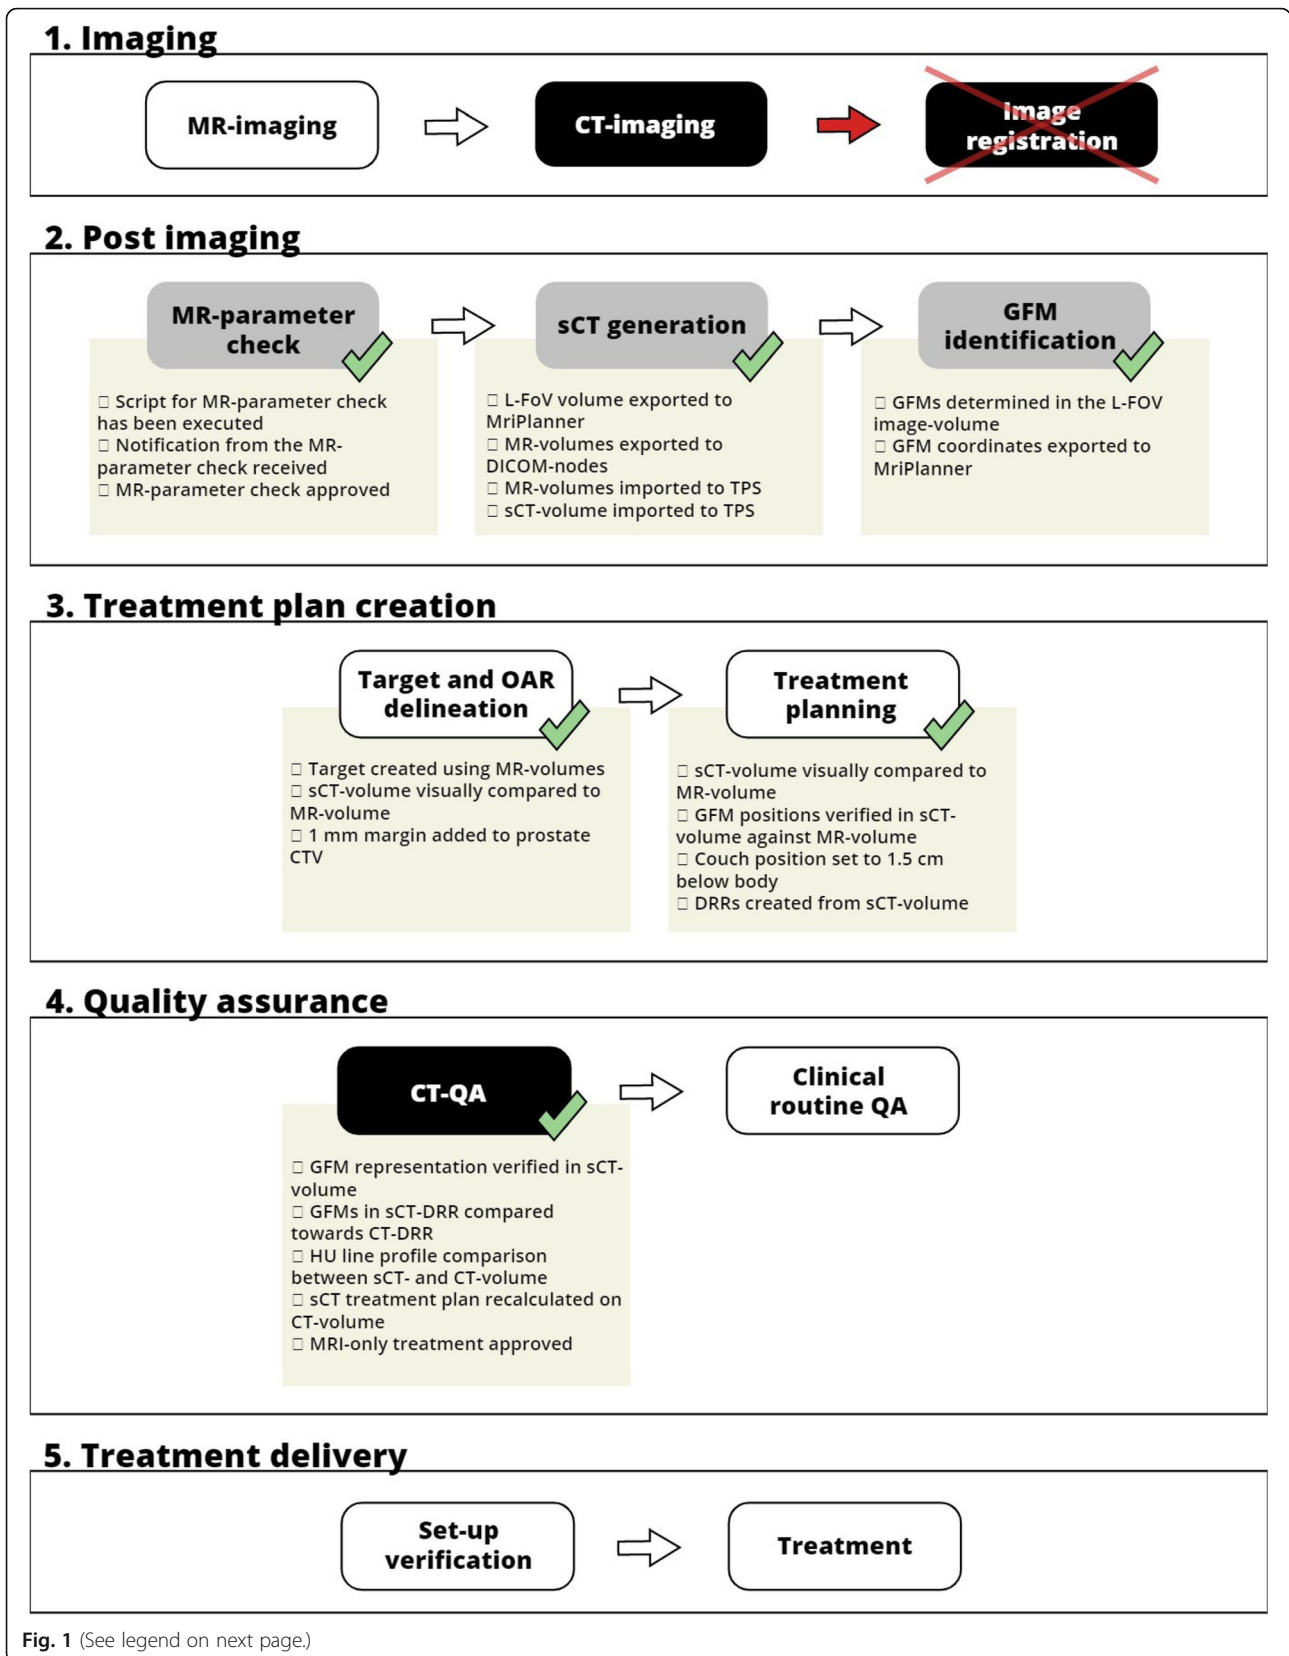 1. Imaging
MR-imaging
CT-imaging
Image
registration
2. Post imaging
MR-parameter
check
□ Script for MR-parameter check
has been executed
□ Notification from the MR-
parameter check received
□ MR-parameter check approved
sCT generation
□ L-FoV volume exported to
MriPlanner
□ MR-volumes exported to
DICOM-nodes
□ MR-volumes imported to TPS
□ sCT-volume imported to TPS
GFM
identification
□ GFMs determined in the L-FOV
image-volume
□ GFM coordinates exported to
MriPlanner
3. Treatment plan creation
Target and OAR
delineation
□ Target created using MR-volumes
□ sCT-volume visually compared to
MR-volume
□ 1 mm margin added to prostate
CTV
Treatment
planning
□ sCT-volume visually compared to
MR-volume
□ GFM positions verified in sCT-
volume against MR-volume
□ Couch position set to 1.5 cm
below body
□ DRRs created from sCT-volume
4. Quality assurance
CT-QA
□ GFM representation verified in sCT-
volume
□ GFMs in sCT-DRR compared
towards CT-DRR
□ HU line profile comparison
between sCT- and CT-volume
□ sCT treatment plan recalculated on
CT-volume
□ MRI-only treatment approved
Clinical
routine QA
5. Treatment delivery
Set-up
verification
Treatment
Fig. 1 (See legend on next page.)